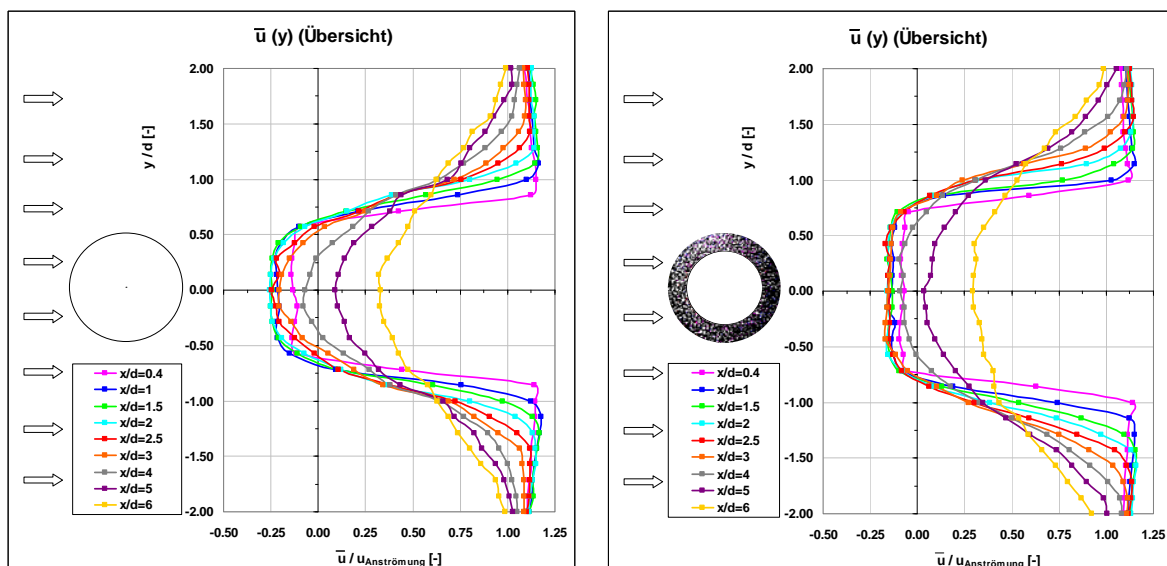 u̅ (y) (Übersicht)
2.00
1.50
1.00
0.50
0.00
-0.50
-1.00
-1.50
-2.00
y / d [-]
-0.50 -0.25 0.00 0.25 0.50 0.75 1.00 1.25
u̅ / uAnströmung [-]
x/d=0.4
x/d=1
x/d=1.5
x/d=2
x/d=2.5
x/d=3
x/d=4
x/d=5
x/d=6
u̅ (y) (Übersicht)
2.00
1.50
1.00
0.50
0.00
-0.50
-1.00
-1.50
-2.00
y / d [-]
-0.50 -0.25 0.00 0.25 0.50 0.75 1.00 1.25
u̅ / uAnströmung [-]
x/d=0.4
x/d=1
x/d=1.5
x/d=2
x/d=2.5
x/d=3
x/d=4
x/d=5
x/d=6